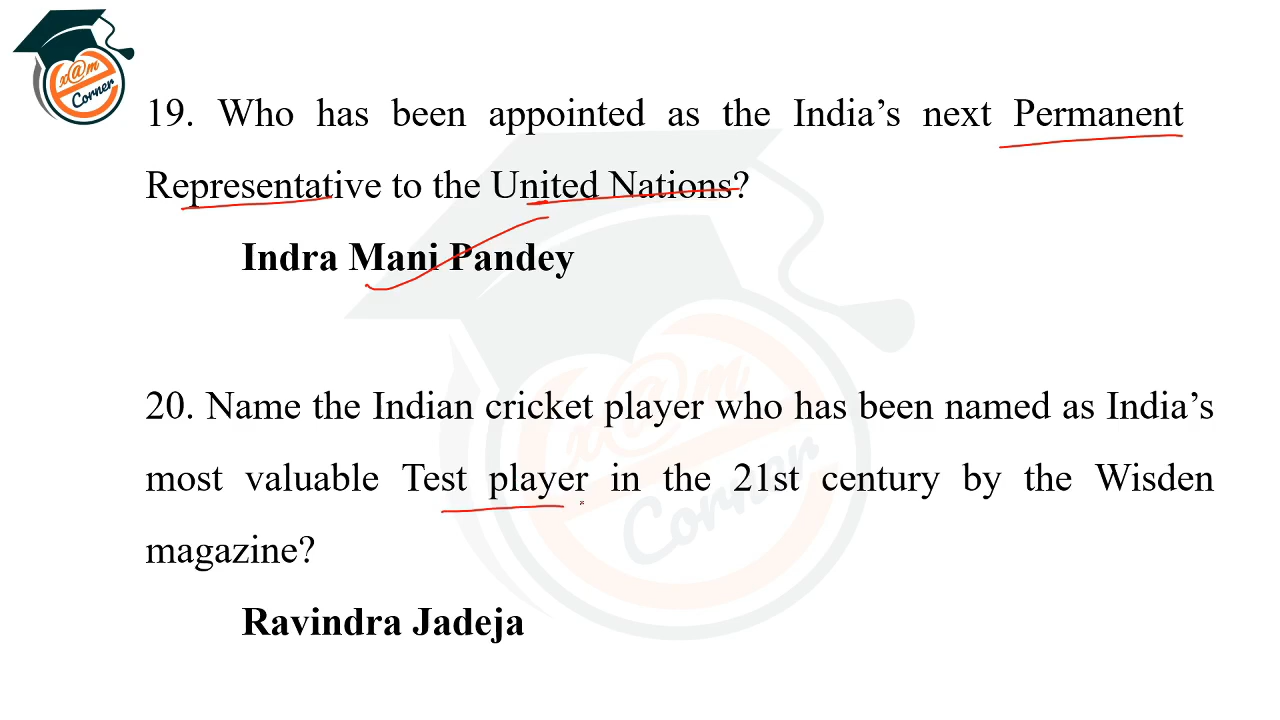 x@m
Corner
19. Who has been appointed as the India’s next Permanent
Representative to the United Nations?
Indra Mani Pandey
20. Name the Indian cricket player who has been named as India’s
most valuable Test player in the 21st century by the Wisden
magazine?
Ravindra Jadeja
x@m
Corner